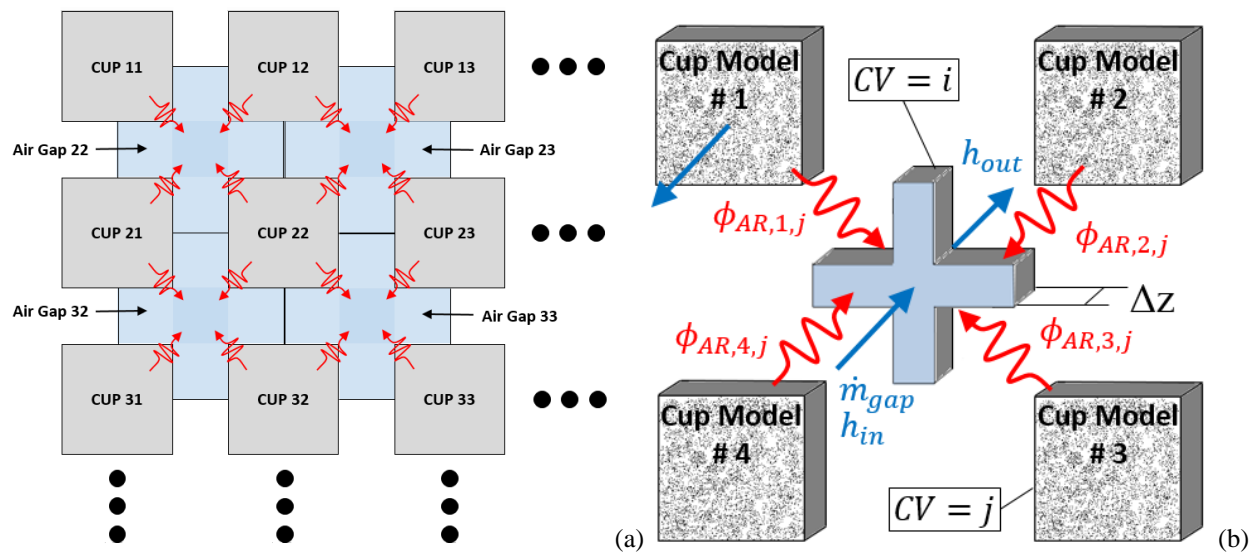 CUP 11 CUP 12 CUP 13
Air Gap 22 Air Gap 23
CUP 21 CUP 22 CUP 23
Air Gap 32 Air Gap 33
CUP 31 CUP 32 CUP 33
(a)
Cup Model
# 1
CV = i
Cup Model
# 2
h_out
ϕ_AR,1,j
ϕ_AR,2,j
Δz
ϕ_AR,4,j
ϕ_AR,3,j
ṁ_gap
h_in
Cup Model
# 4
Cup Model
# 3
CV = j
(b)